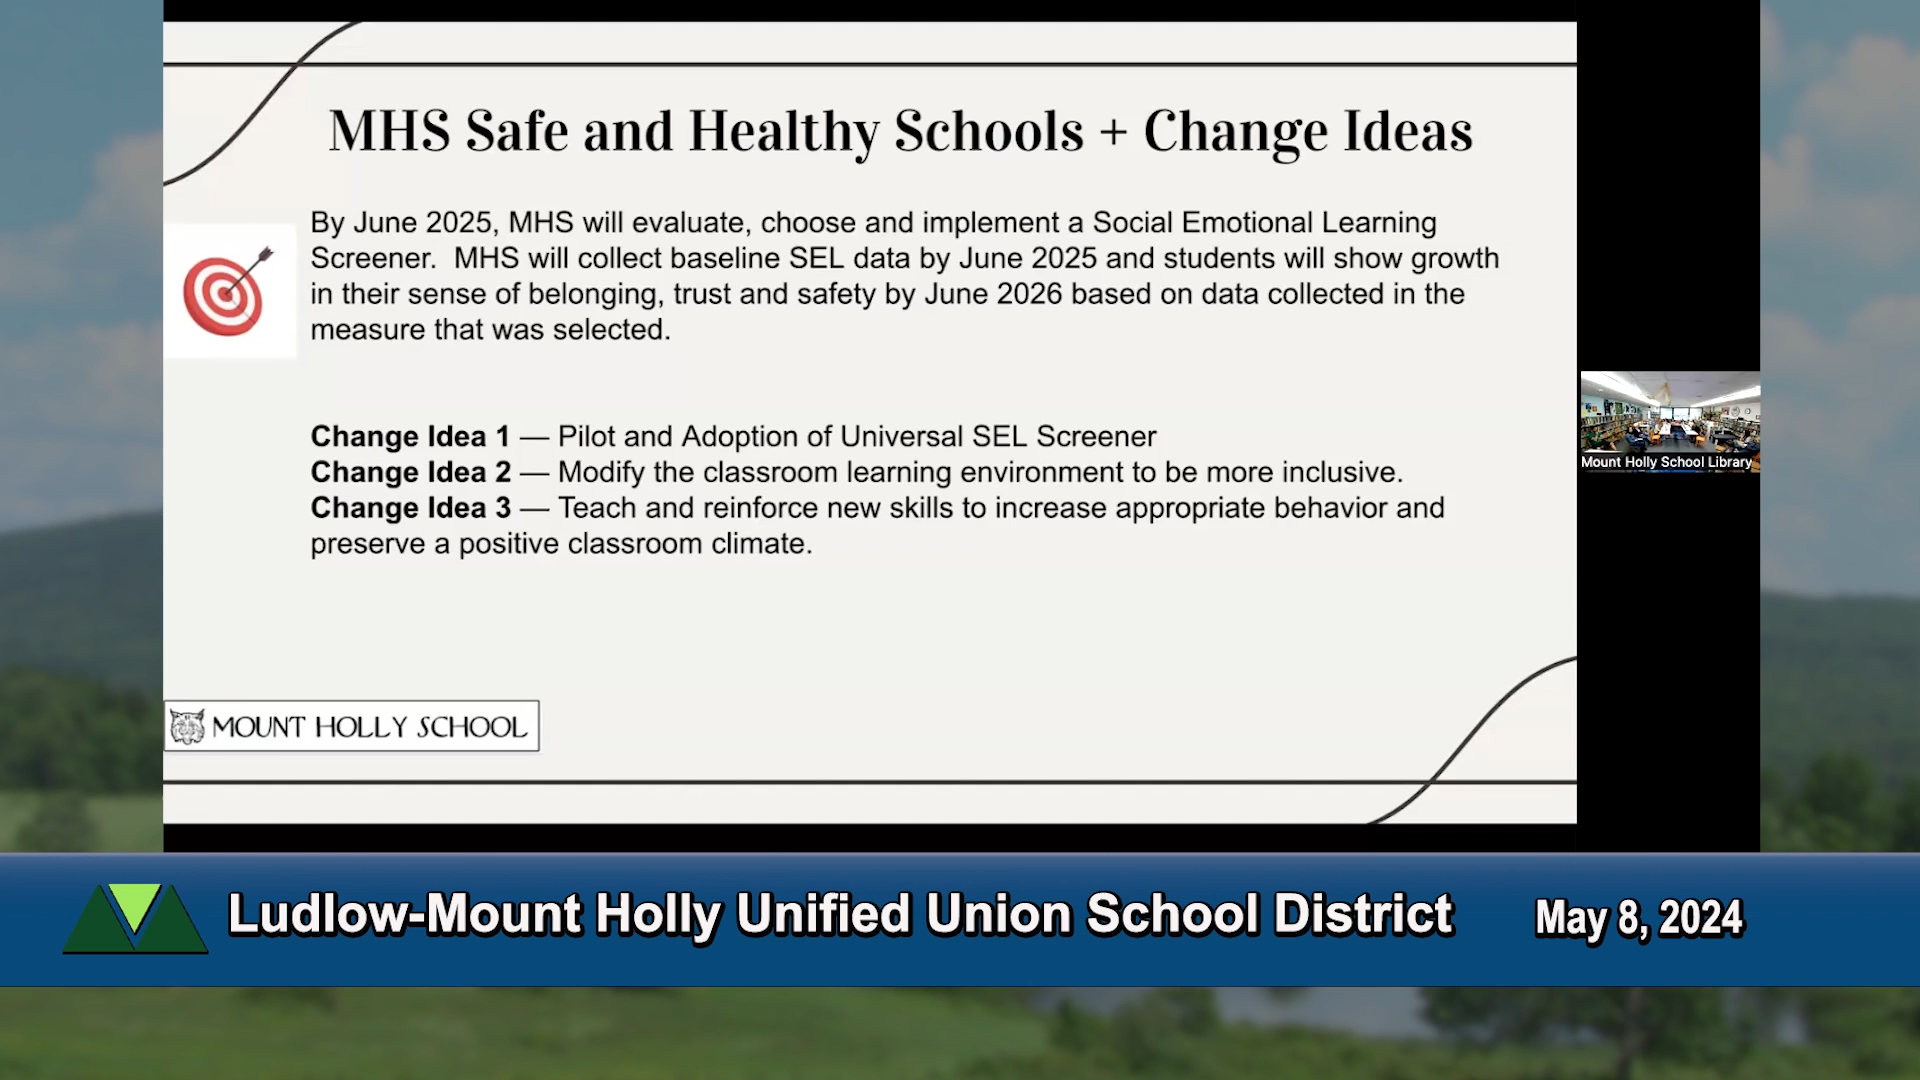 MHS Safe and Healthy Schools + Change Ideas
By June 2025, MHS will evaluate, choose and implement a Social Emotional Learning
Screener.  MHS will collect baseline SEL data by June 2025 and students will show growth
in their sense of belonging, trust and safety by June 2026 based on data collected in the
measure that was selected.
Change Idea 1 — Pilot and Adoption of Universal SEL Screener
Change Idea 2 — Modify the classroom learning environment to be more inclusive.
Change Idea 3 — Teach and reinforce new skills to increase appropriate behavior and
preserve a positive classroom climate.
Mount Holly School Library
MOUNT HOLLY SCHOOL
Ludlow-Mount Holly Unified Union School District
May 8, 2024